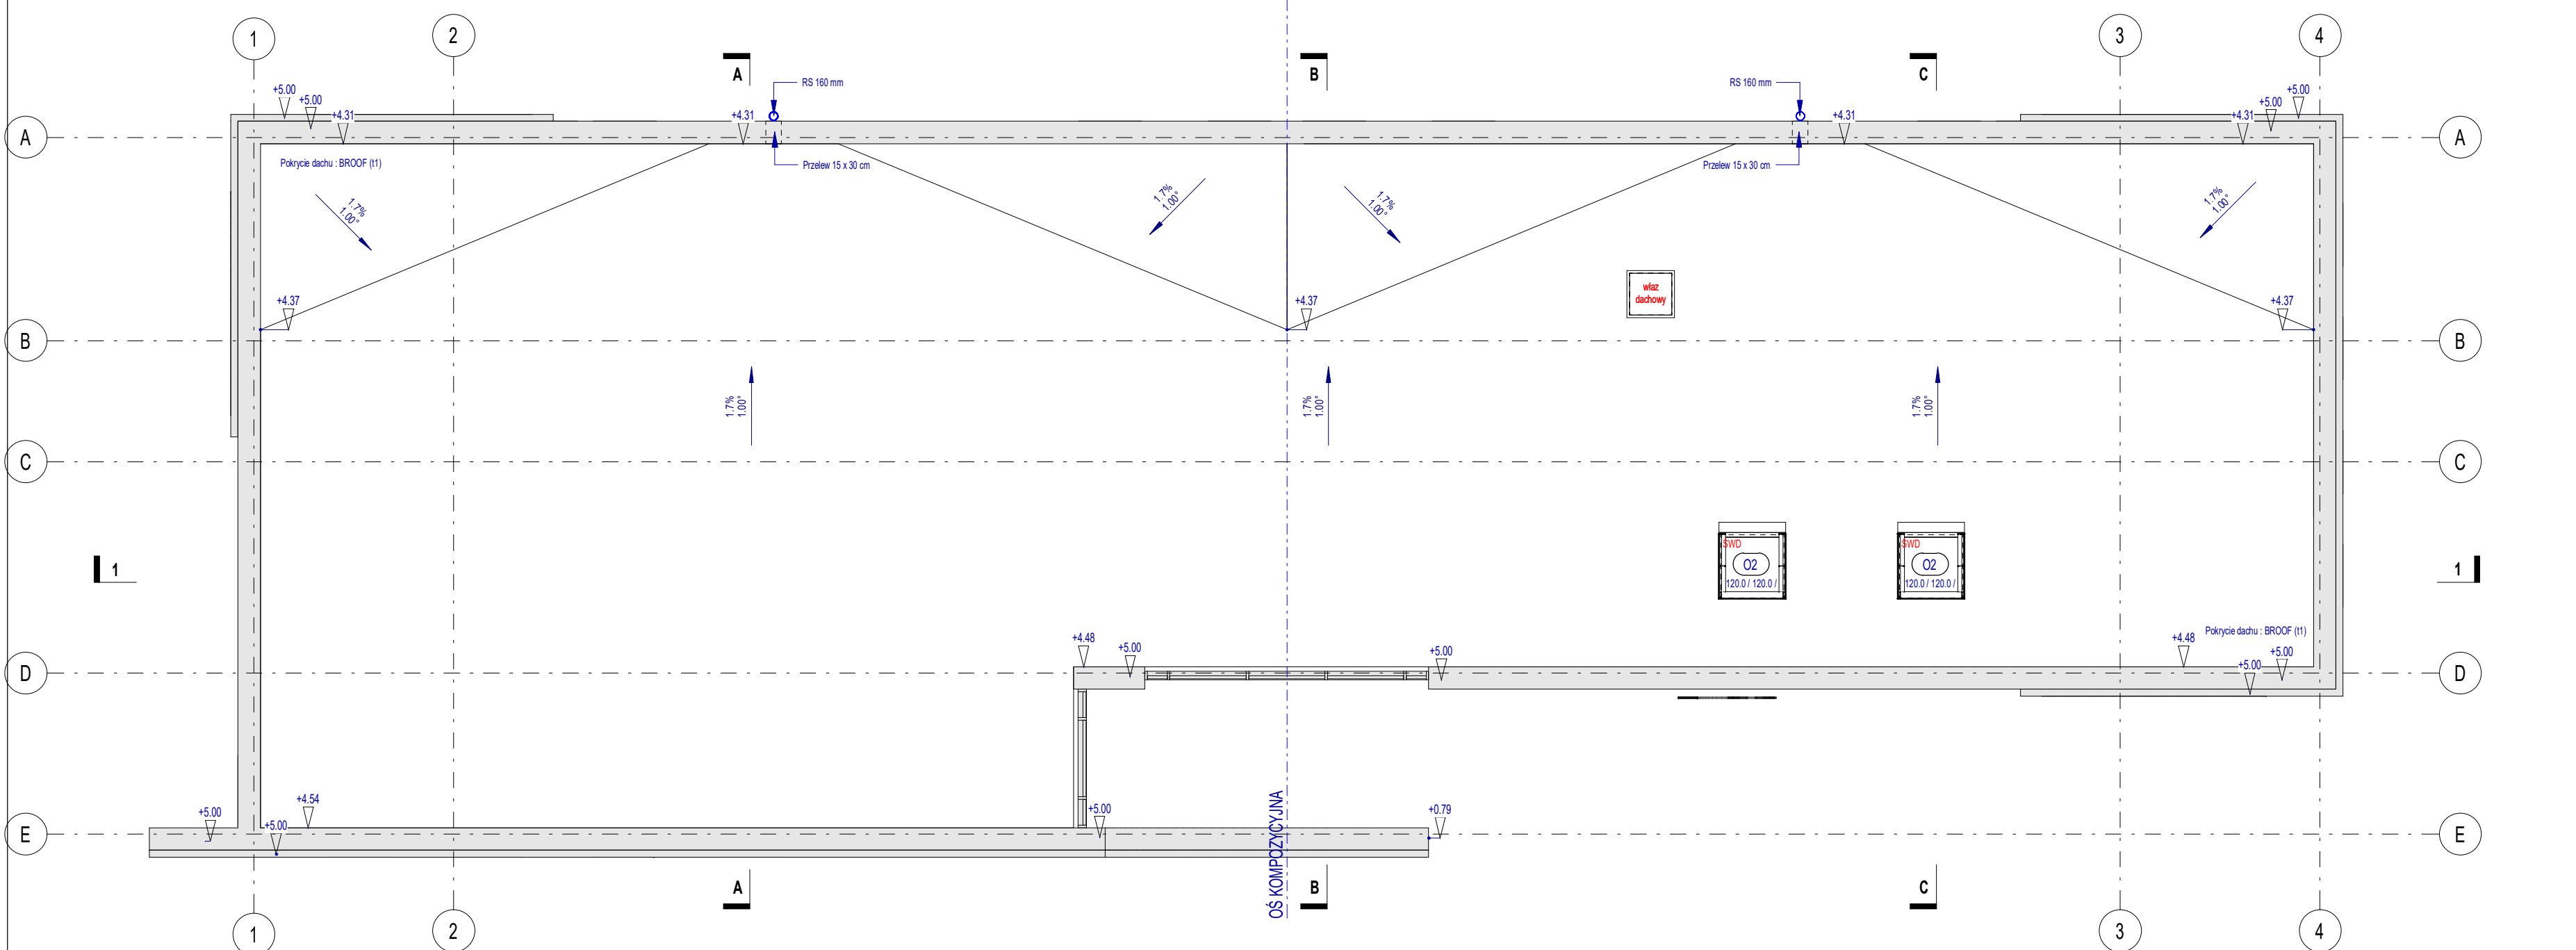 1
2
3
4
A
B
C
RS 160 mm
RS 160 mm
+5.00
+5.00
+4.31
+4.31
+4.31
+4.31
+5.00
+5.00
A
A
Pokrycie dachu : BROOF (t1)
Przelew 15 x 30 cm
Przelew 15 x 30 cm
1.7%
1.00°
1.7%
1.00°
1.7%
1.00°
1.7%
1.00°
właz
dachowy
+4.37
+4.37
+4.37
B
B
1.7%
1.00°
1.7%
1.00°
1.7%
1.00°
C
C
1
1
SWD
O2
120.0 / 120.0 /
SWD
O2
120.0 / 120.0 /
Pokrycie dachu : BROOF (t1)
+4.48
+5.00
+5.00
+4.48
+5.00
+5.00
D
D
+4.54
+5.00
+5.00
+5.00
+0.79
E
E
OŚ KOMPOZYCYJNA
A
B
C
1
2
3
4